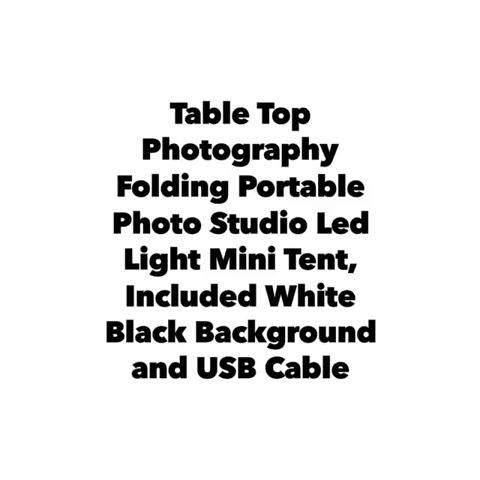 Table Top
Photography
Folding Portable
Photo Studio Led
Light Mini Tent,
Included White
Black Background
and USB Cable